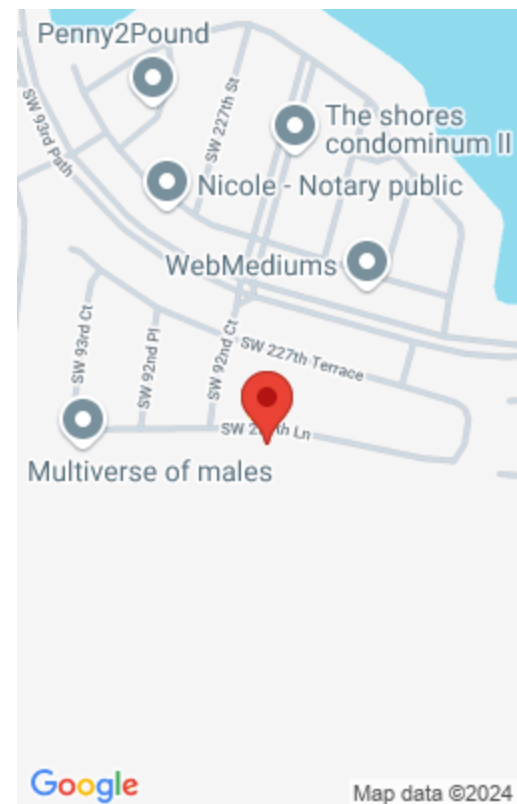 Penny2Pound
SW 227th St
The shores
condominum II
SW 93rd Path
Nicole - Notary public
WebMediums
SW 93rd Ct
SW 92nd Pl
SW 92nd Ct
SW 227th Terrace
SW Ln
Multiverse of males
Google
Map data ©2024